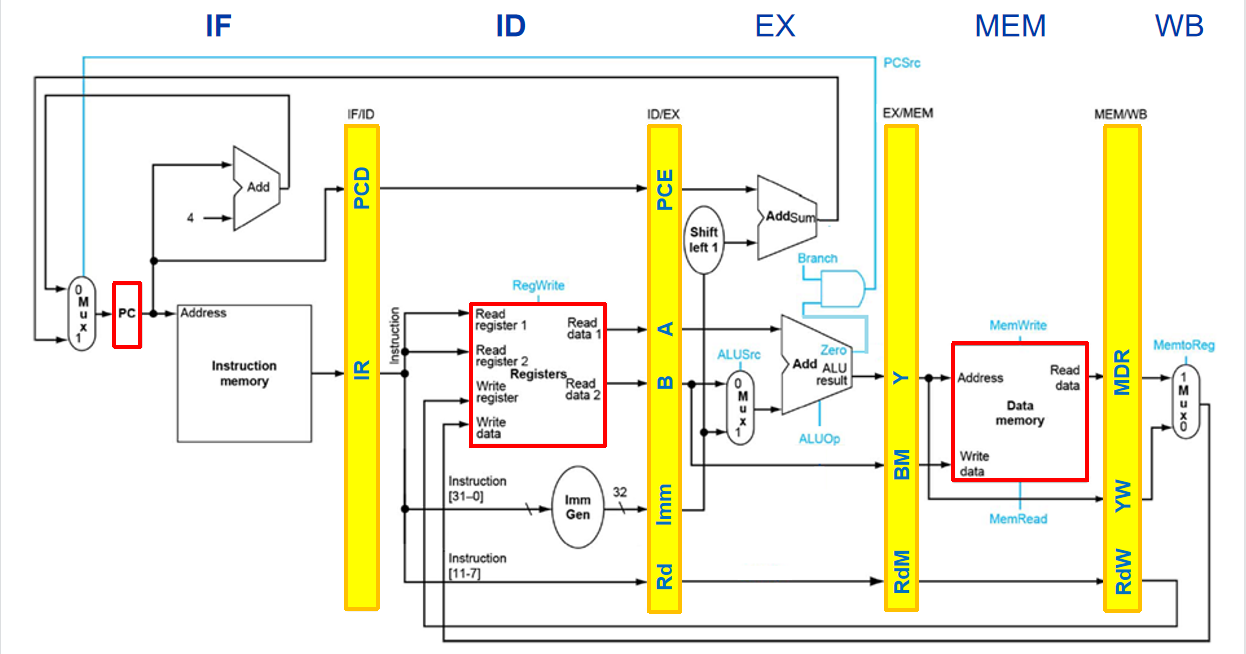 IF
ID
EX
MEM
WB
PCSrc
IF/ID
ID/EX
EX/MEM
MEM/WB
PCD
PCE
Add
4
AddSum
Shift
left 1
Branch
0
Mux
1
PC
Address
Instruction
memory
IR
Instruction
RegWrite
Read
register 1
Read
data 1
Read
register 2
Registers
Read
data 2
Write
register
Write
data
A
B
ALUSrc
0
Mux
1
Add
Zero
ALU
result
ALUOp
Y
BM
MemWrite
Address
Read
data
Data
memory
Write
data
MemRead
MDR
YW
MemtoReg
1
Mux
0
Instruction
[31–0]
Imm
Gen
32
Imm
Instruction
[11-7]
Rd
RdM
RdW